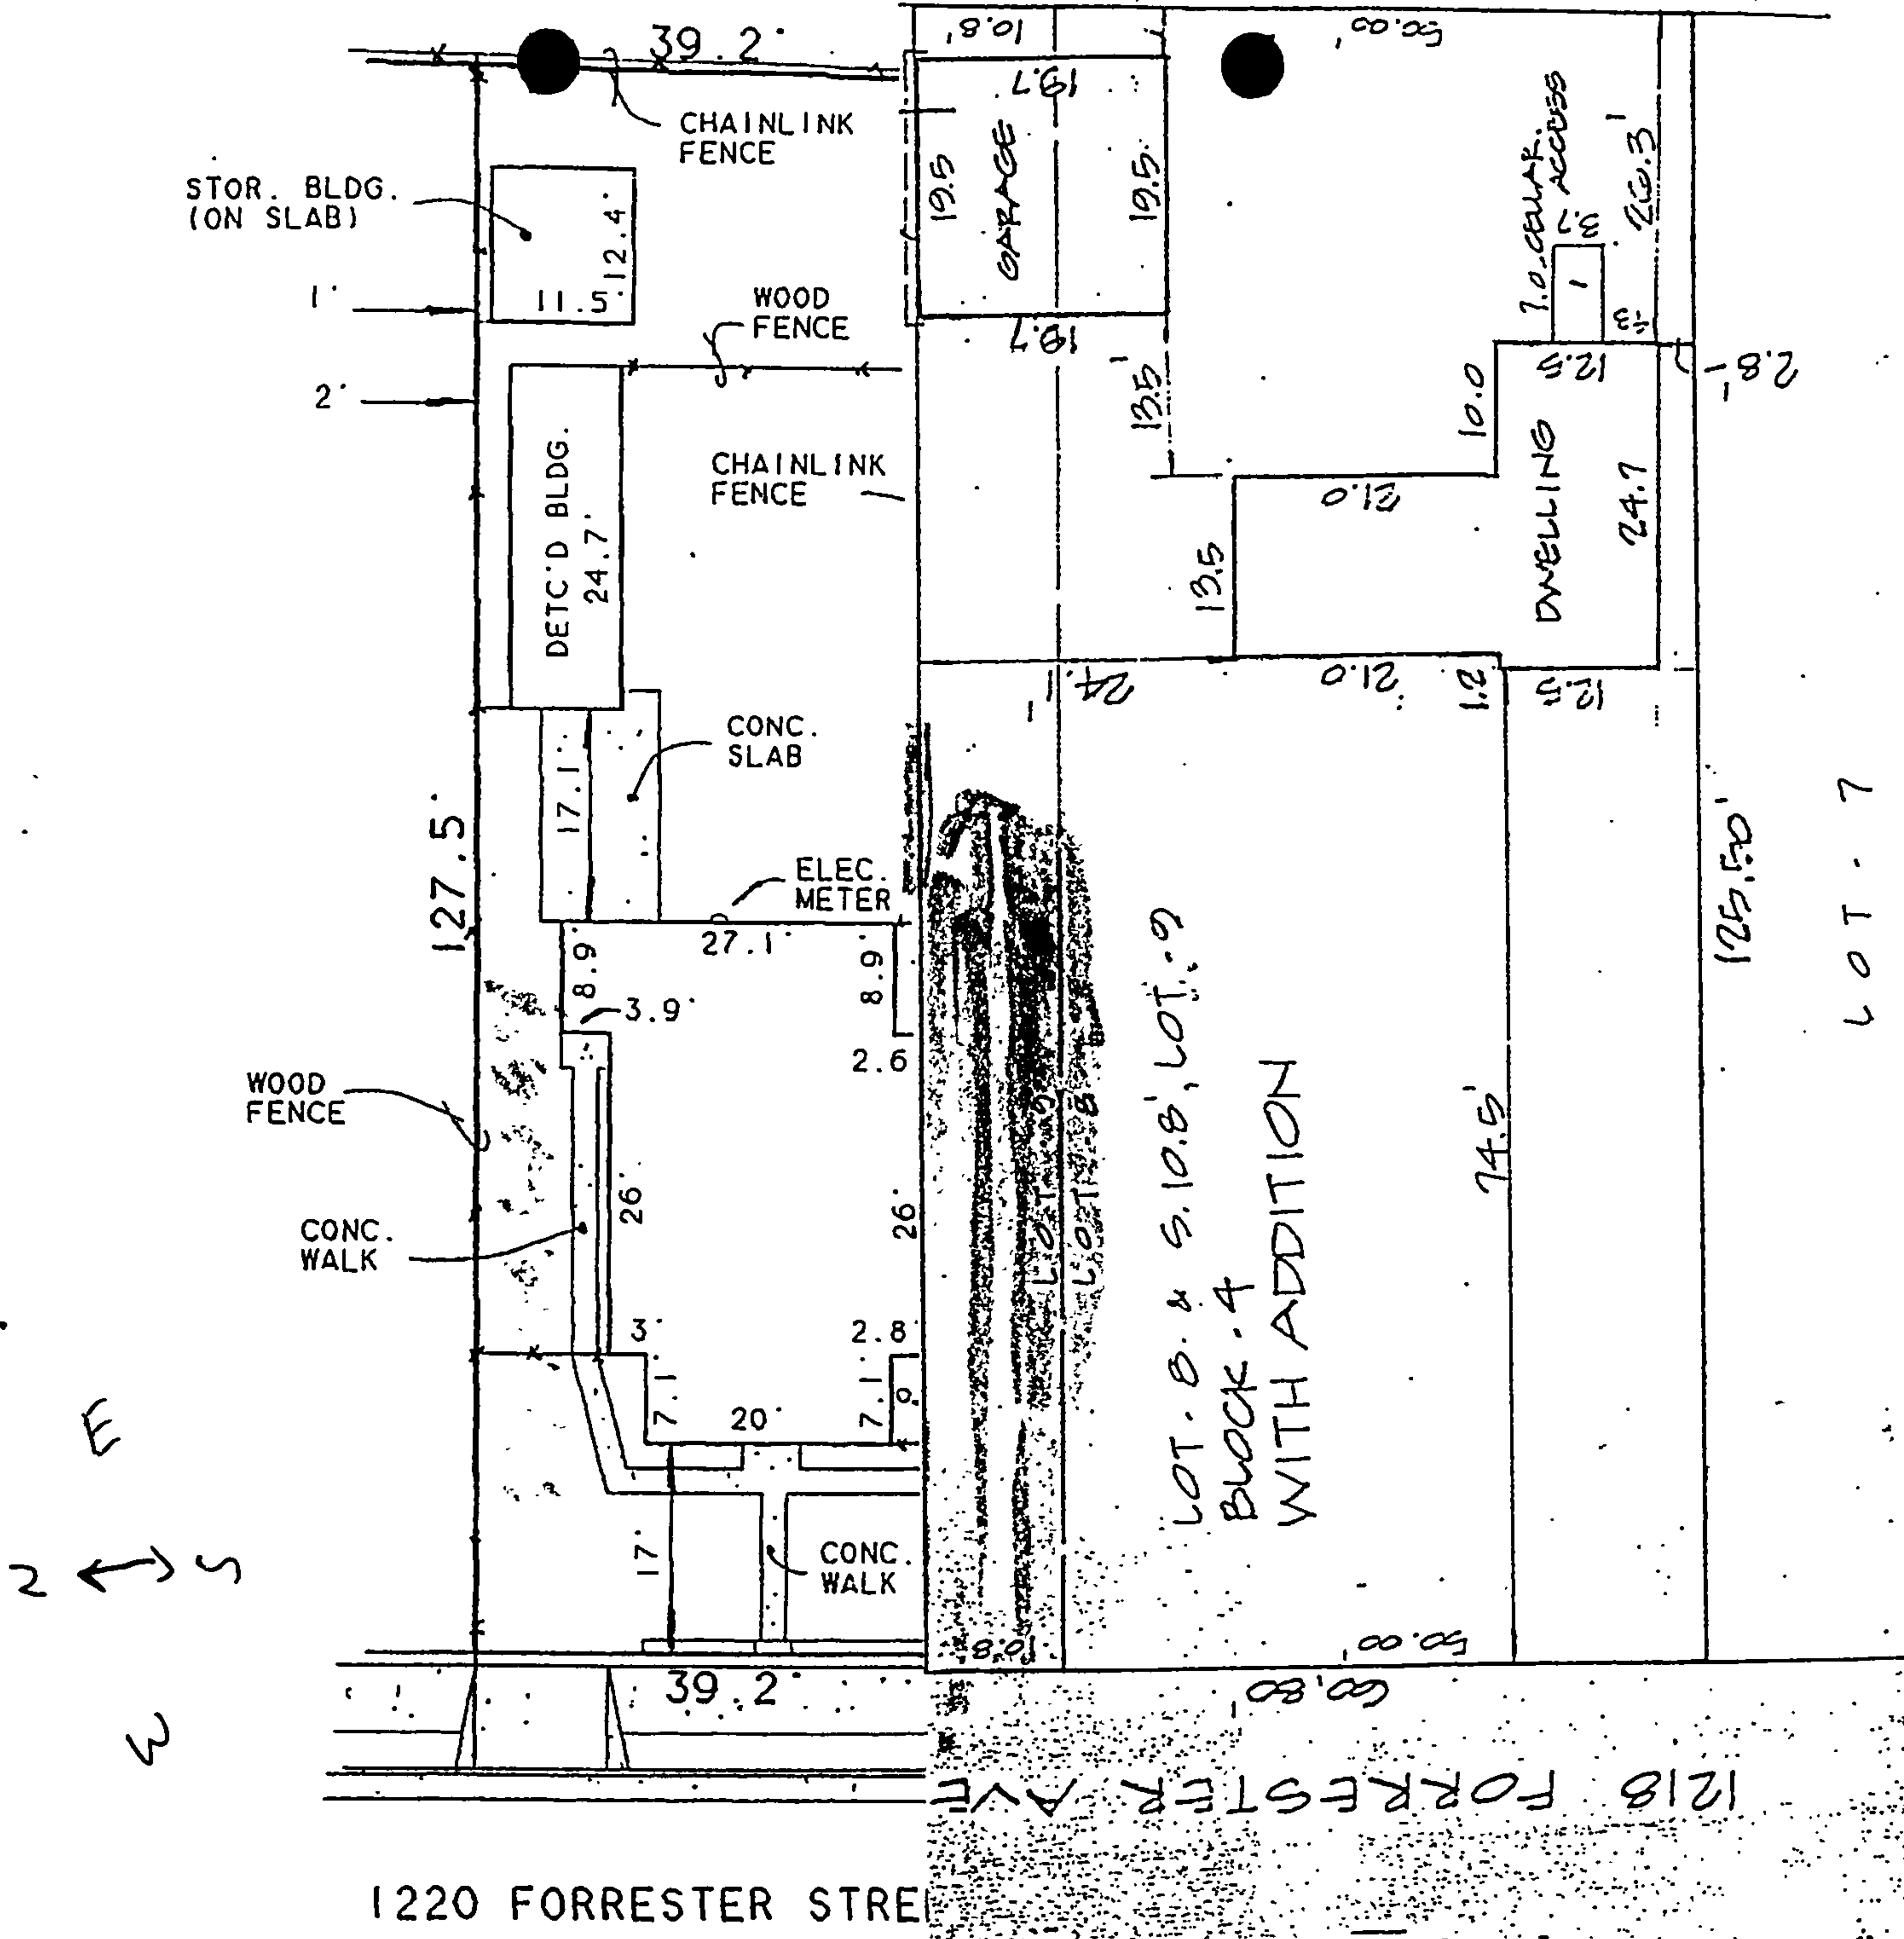 39.2'
CHAINLINK
FENCE
STOR. BLDG.
(ON SLAB)
12.4'
11.5'
1'
WOOD
FENCE
2'
DETC'D BLDG.
24.7'
CHAINLINK
FENCE
CONC.
SLAB
17.1'
127.5'
ELEC.
METER
27.1'
8.9'
8.9'
3.9'
2.6
WOOD
FENCE
26'
26'
CONC.
WALK
3'
2.8'
7.1'
7.1'
20'
17'
CONC.
WALK
39.2'
E
N S
W
1220 FORRESTER STRE
10.8'
50.00'
19.7
19.5
GARAGE
19.5
19.7
13.5'
7.0 CELLAR.
ACCESS
3.7
26.3'
12.5
2.8'
10.0
21.0
DWELLING
24.7
13.5
24.1
21.0
1.2
12.5
125.50'
LOT. 7
LOT. 9
LOT. 8
LOT. 8. & S. 10.8', LOT. 9
BLOCK. 4
WITH ADDITION
74.5'
10.8
50.00'
60.80'
1218 FORRESTER AVE